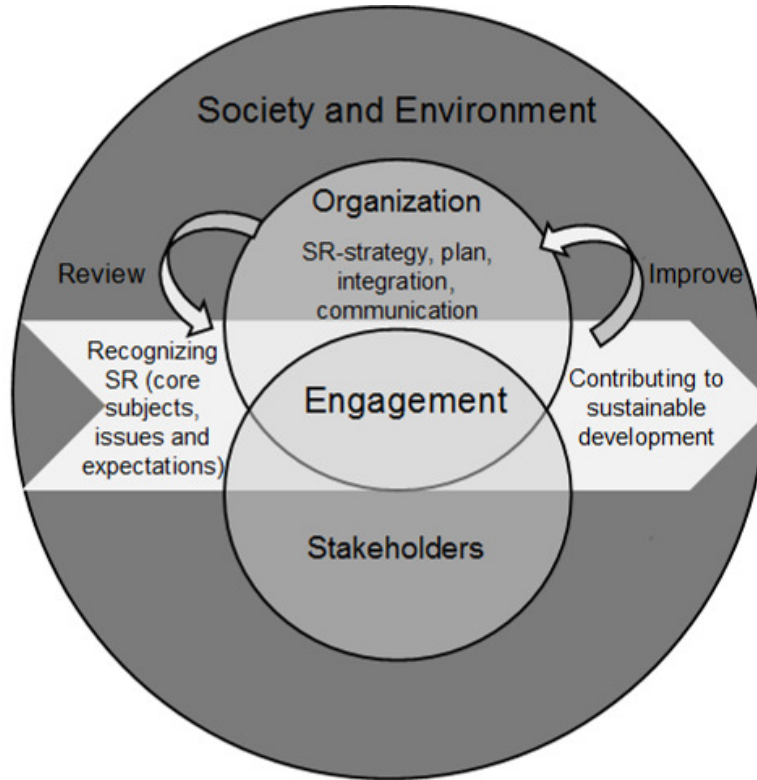 Society and Environment
Organization
SR-strategy, plan,
integration,
communication
Review
Improve
Recognizing
SR (core
subjects,
issues and
expectations)
Engagement
Contributing to
sustainable
development
Stakeholders